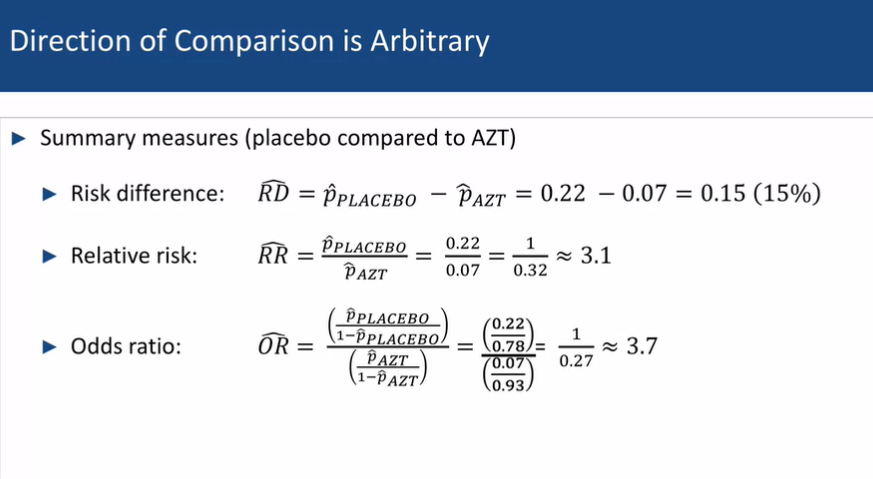 Direction of Comparison is Arbitrary
► Summary measures (placebo compared to AZT)
► Risk difference: $\widehat{RD} = \hat{p}_{PLACEBO} - \hat{p}_{AZT} = 0.22 - 0.07 = 0.15\ (15\%)$
► Relative risk: $\widehat{RR} = \frac{\hat{p}_{PLACEBO}}{\hat{p}_{AZT}} = \frac{0.22}{0.07} = \frac{1}{0.32} \approx 3.1$
► Odds ratio: $\widehat{OR} = \frac{\left(\frac{\hat{p}_{PLACEBO}}{1-\hat{p}_{PLACEBO}}\right)}{\left(\frac{\hat{p}_{AZT}}{1-\hat{p}_{AZT}}\right)} = \frac{\left(\frac{0.22}{0.78}\right)}{\left(\frac{0.07}{0.93}\right)} = \frac{1}{0.27} \approx 3.7$